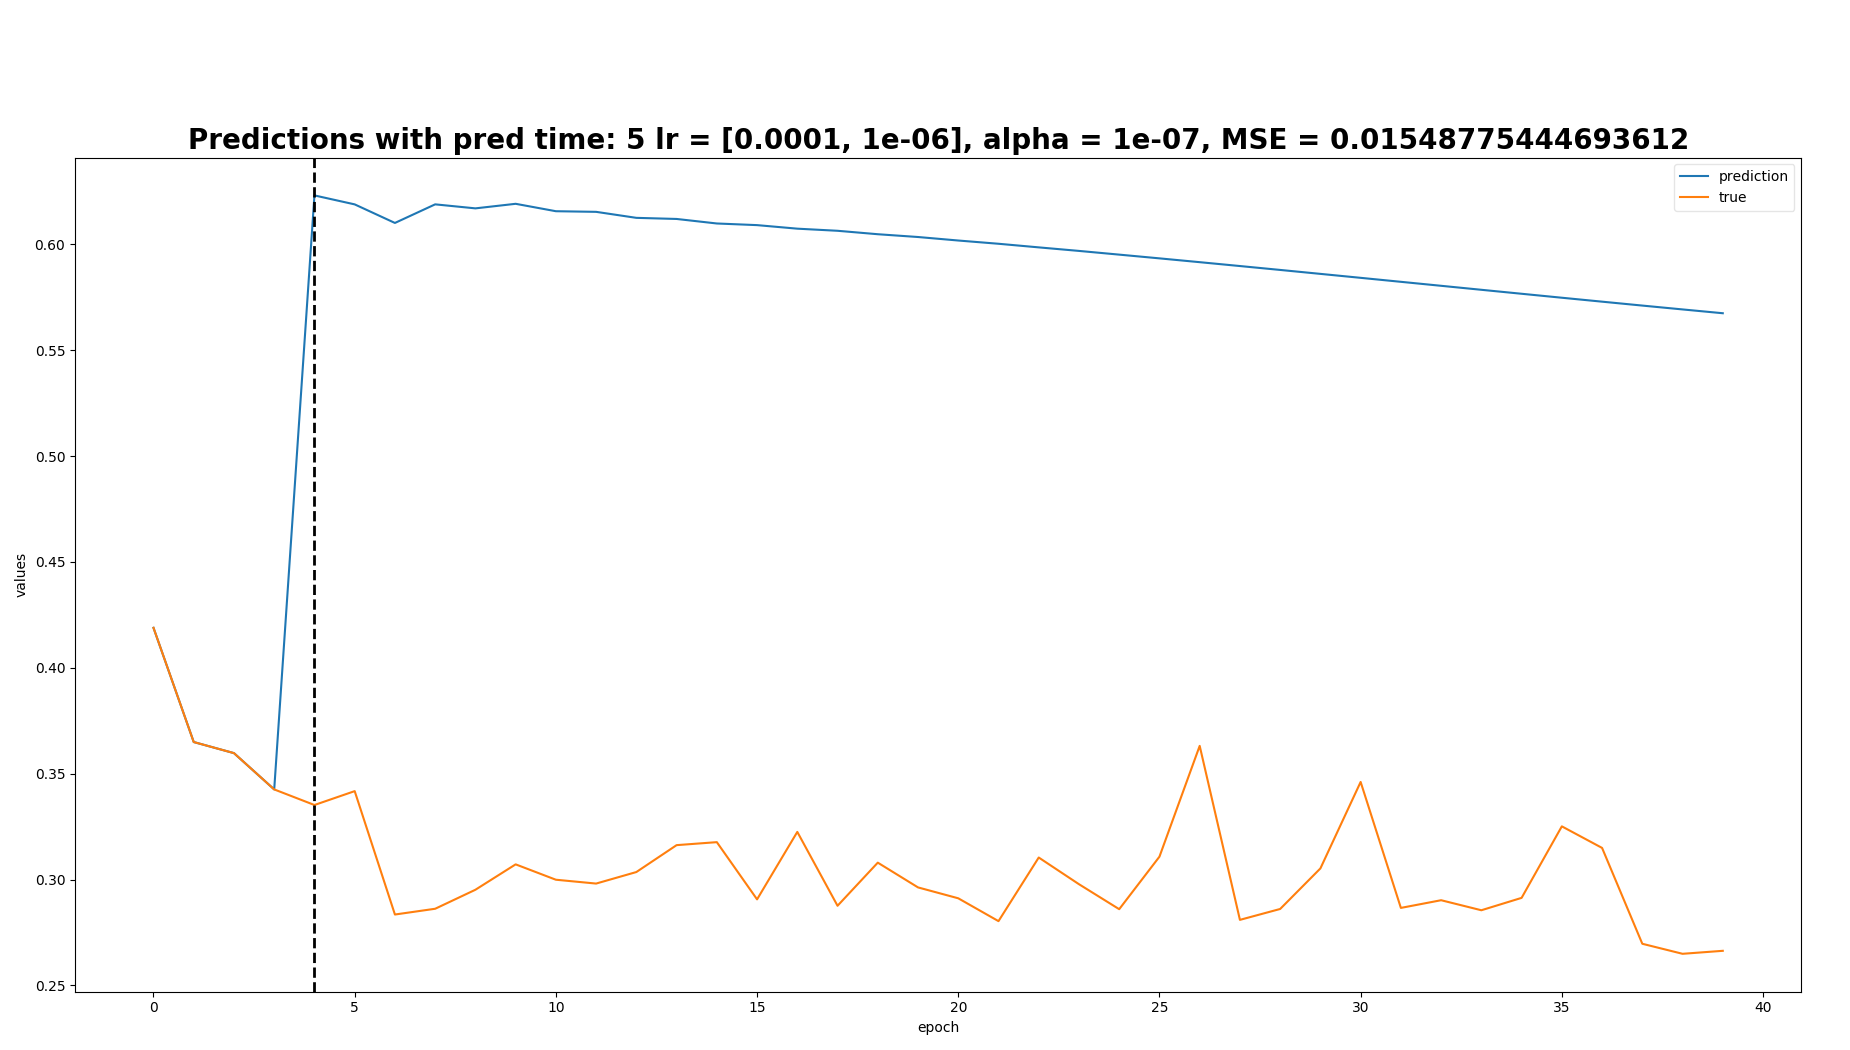 Predictions with pred time: 5 lr = [0.0001, 1e-06], alpha = 1e-07, MSE = 0.01548775444693612
prediction
true
values
0.60
0.55
0.50
0.45
0.40
0.35
0.30
0.25
0 5 10 15 20 25 30 35 40
epoch